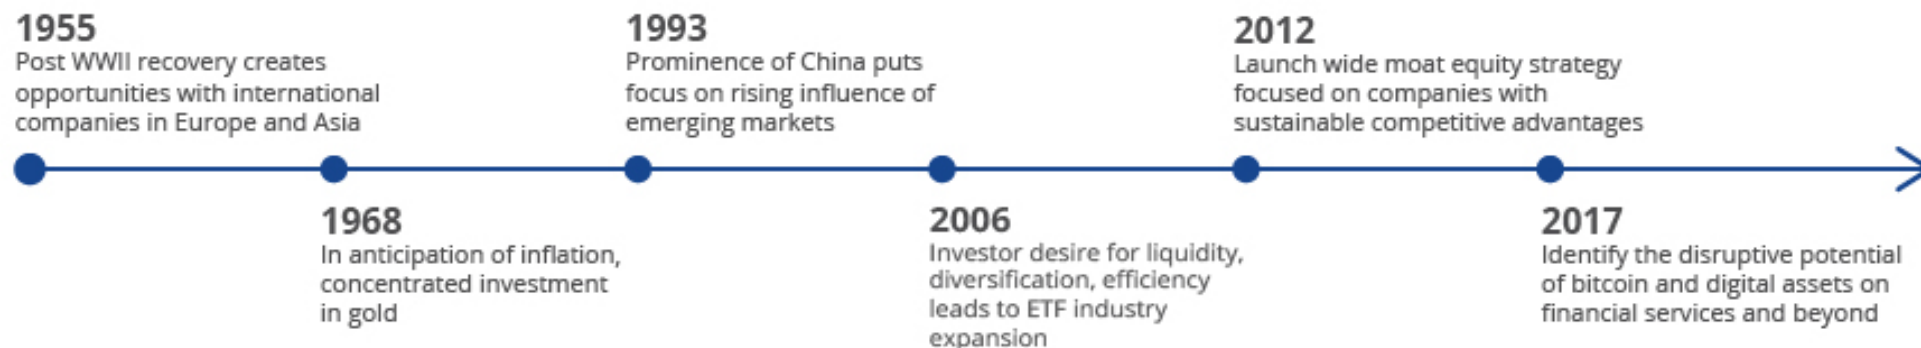 1955
Post WWII recovery creates
opportunities with international
companies in Europe and Asia
1968
In anticipation of inflation,
concentrated investment
in gold
1993
Prominence of China puts
focus on rising influence of
emerging markets
2006
Investor desire for liquidity,
diversification, efficiency
leads to ETF industry
expansion
2012
Launch wide moat equity strategy
focused on companies with
sustainable competitive advantages
2017
Identify the disruptive potential
of bitcoin and digital assets on
financial services and beyond